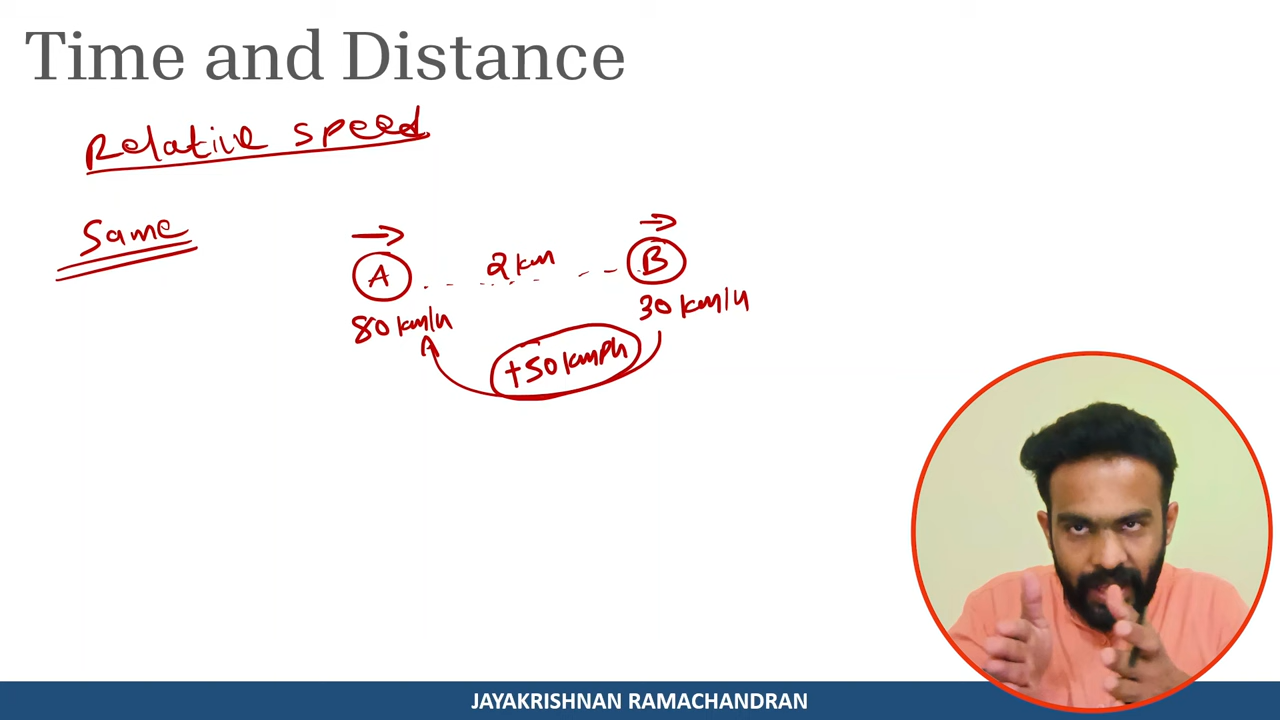 Time and Distance
Relative speed
Same
A 2 km B
80 km/h 30 km/h
+50 kmph
JAYAKRISHNAN RAMACHANDRAN